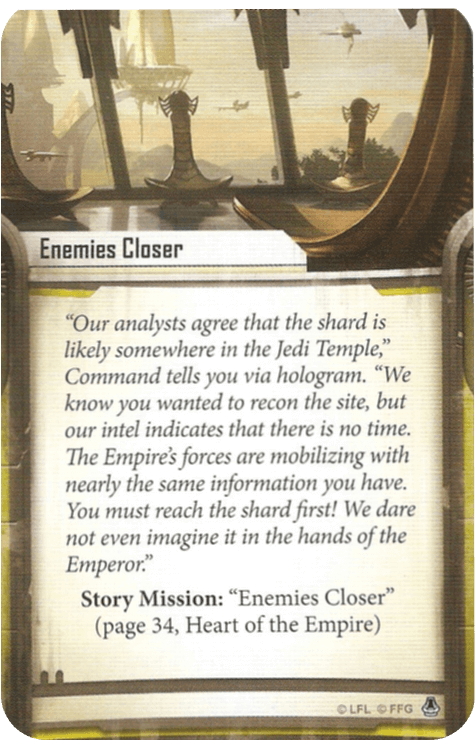 Enemies Closer
“Our analysts agree that the shard is
likely somewhere in the Jedi Temple,”
Command tells you via hologram. “We
know you wanted to recon the site, but
our intel indicates that there is no time.
The Empire’s forces are mobilizing with
nearly the same information you have.
You must reach the shard first! We dare
not even imagine it in the hands of the
Emperor.”
Story Mission: “Enemies Closer”
(page 34, Heart of the Empire)
© LFL © FFG